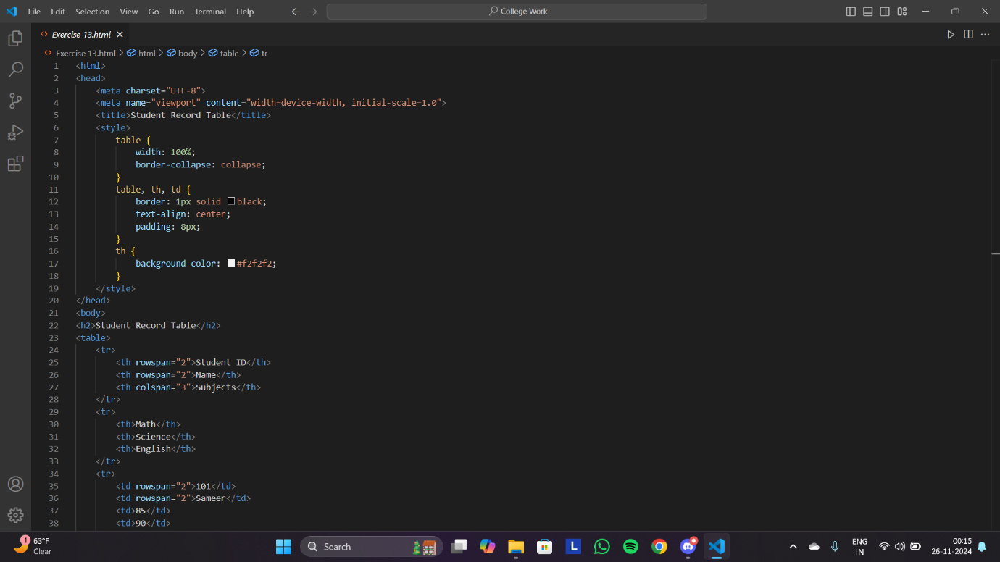 File Edit Selection View Go Run Terminal Help
College Work
Exercise 13.html
Exercise 13.html > html > body > table > tr
1 <html>
2 <head>
3 <meta charset="UTF-8">
4 <meta name="viewport" content="width=device-width, initial-scale=1.0">
5 <title>Student Record Table</title>
6 <style>
7 table {
8 width: 100%;
9 border-collapse: collapse;
10 }
11 table, th, td {
12 border: 1px solid black;
13 text-align: center;
14 padding: 8px;
15 }
16 th {
17 background-color: #f2f2f2;
18 }
19 </style>
20 </head>
21 <body>
22 <h2>Student Record Table</h2>
23 <table>
24 <tr>
25 <th rowspan="2">Student ID</th>
26 <th rowspan="2">Name</th>
27 <th colspan="3">Subjects</th>
28 </tr>
29 <tr>
30 <th>Math</th>
31 <th>Science</th>
32 <th>English</th>
33 </tr>
34 <tr>
35 <td rowspan="2">101</td>
36 <td rowspan="2">Sameer</td>
37 <td>85</td>
38 <td>90</td>
1
63°F
Clear
Search
L
ENG
IN
00:15
26-11-2024